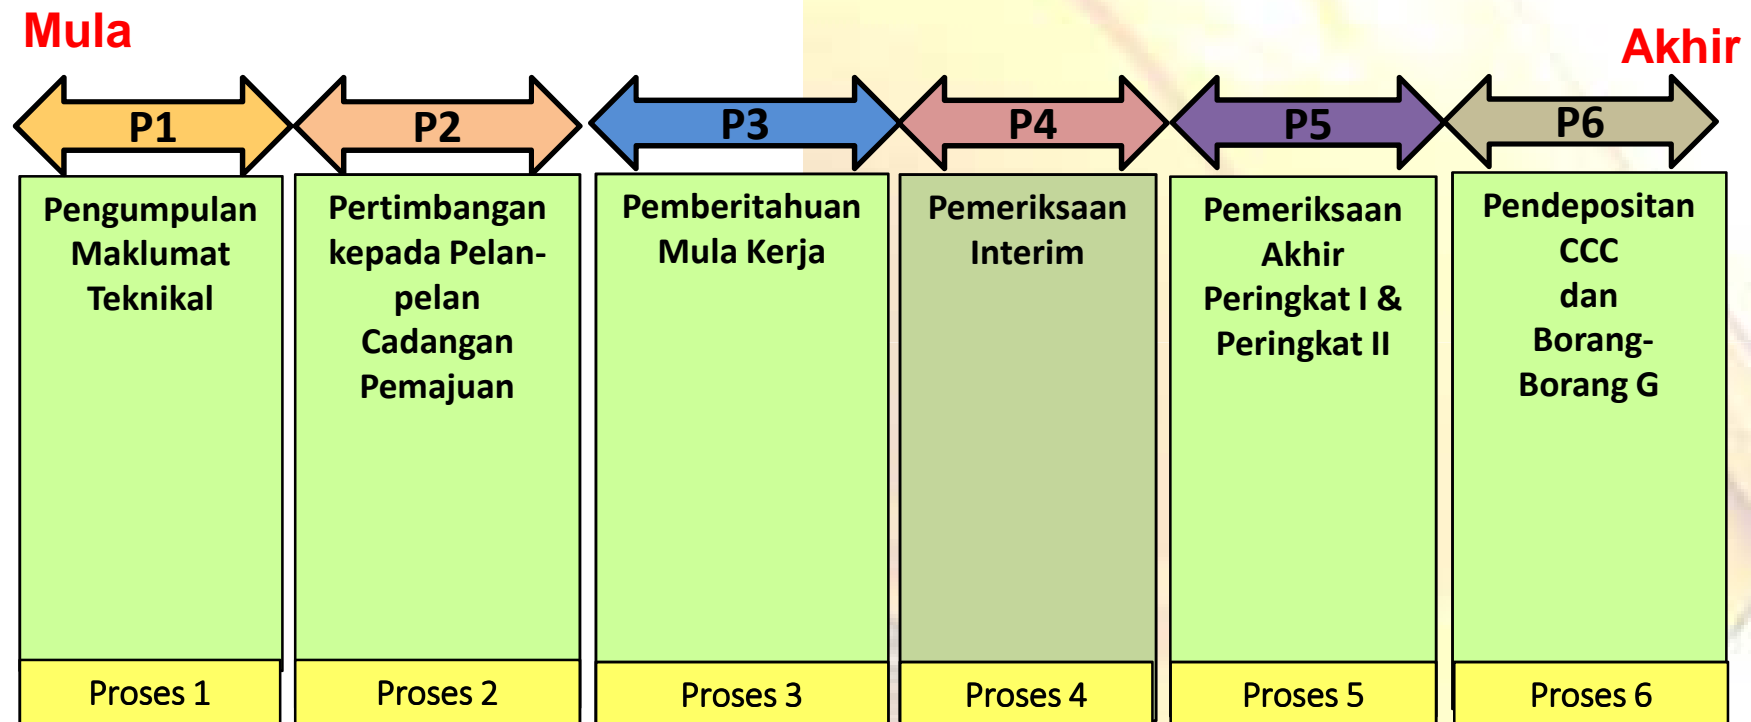 Mula
Akhir
P1
P2
P3
P4
P5
P6
Pengumpulan
Maklumat
Teknikal
Pertimbangan
kepada Pelan-
pelan
Cadangan
Pemajuan
Pemberitahuan
Mula Kerja
Pemeriksaan
Interim
Pemeriksaan
Akhir
Peringkat I &
Peringkat II
Pendepositan
CCC
dan
Borang-
Borang G
Proses 1
Proses 2
Proses 3
Proses 4
Proses 5
Proses 6